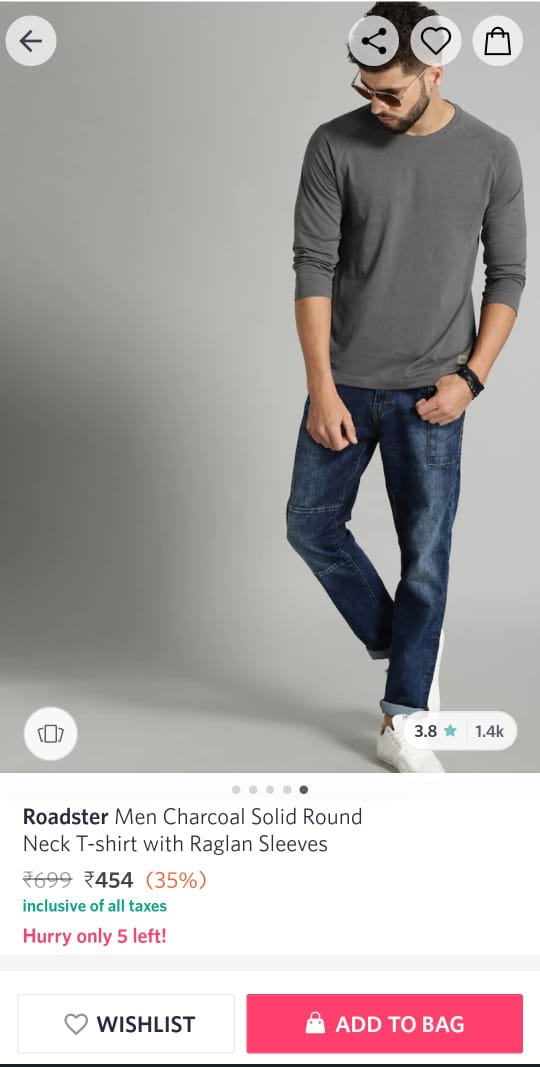 3.8 ★ 1.4k
Roadster Men Charcoal Solid Round
Neck T-shirt with Raglan Sleeves
₹699 ₹454 (35%)
inclusive of all taxes
Hurry only 5 left!
WISHLIST
ADD TO BAG